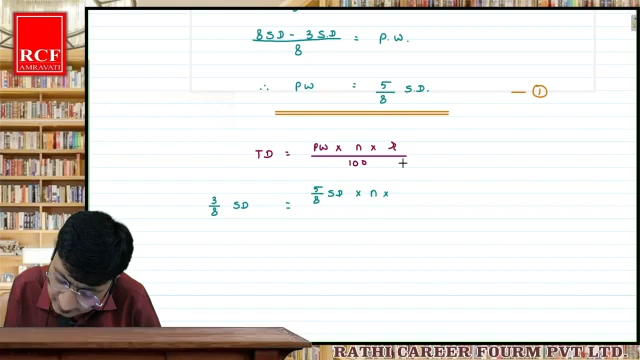 RCF
AMRAVATI
8SD - 3S.D / 8 = P.W.
∴ PW = 5/8 S.D. — ①
TD = PW × n × r / 100
3/8 SD = 5/8 SD × n ×
RATHI CAREER FOURM PVT LTD